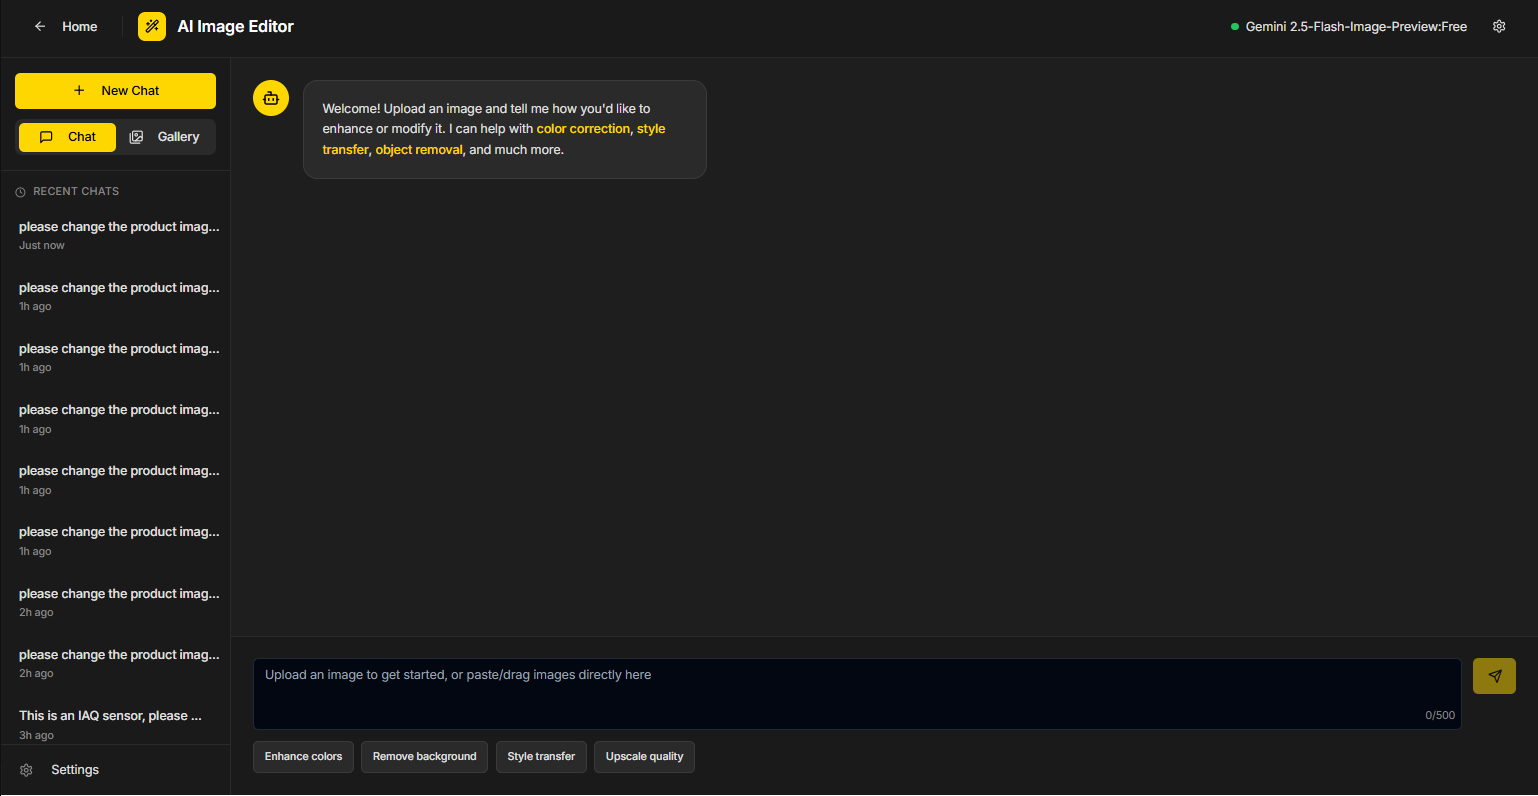 Home
AI Image Editor
Gemini 2.5-Flash-Image-Preview:Free
New Chat
Chat
Gallery
RECENT CHATS
please change the product imag...
Just now
please change the product imag...
1h ago
please change the product imag...
1h ago
please change the product imag...
1h ago
please change the product imag...
1h ago
please change the product imag...
1h ago
please change the product imag...
2h ago
please change the product imag...
2h ago
This is an IAQ sensor, please ...
3h ago
Settings
Welcome! Upload an image and tell me how you'd like to
enhance or modify it. I can help with color correction, style
transfer, object removal, and much more.
Upload an image to get started, or paste/drag images directly here
0/500
Enhance colors
Remove background
Style transfer
Upscale quality